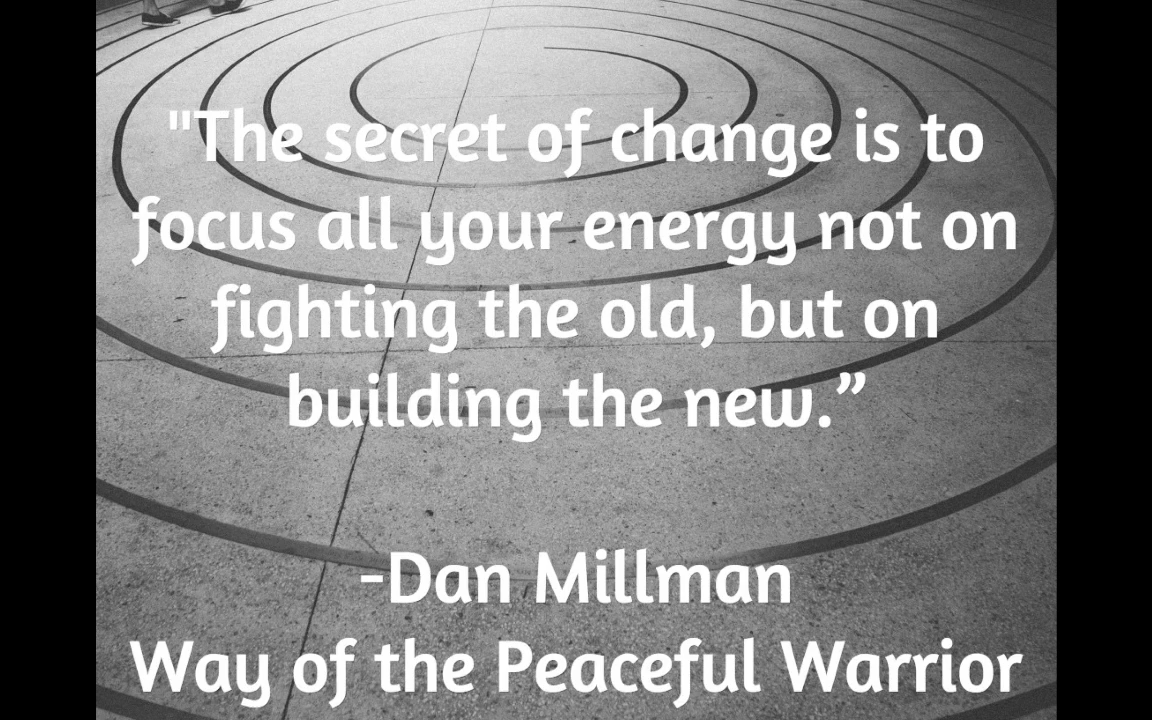 "The secret of change is to
focus all your energy not on
fighting the old, but on
building the new.”
-Dan Millman
Way of the Peaceful Warrior